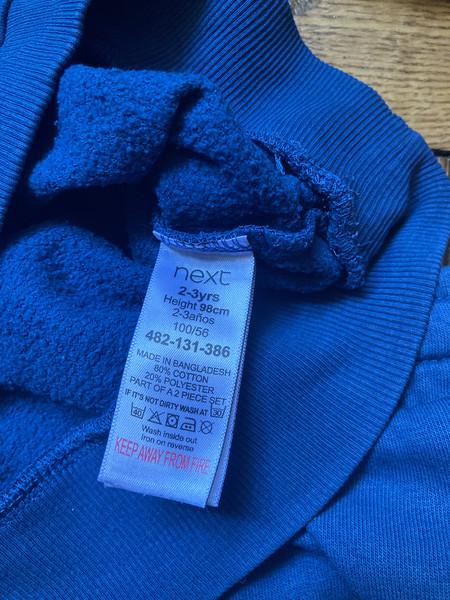 next
2-3yrs
Height 98cm
2-3años
100/56
482-131-386
MADE IN BANGLADESH
80% COTTON
20% POLYESTER
PART OF A 2 PIECE SET
IF IT'S NOT DIRTY WASH AT 30
40
Wash inside out
Iron on reverse
KEEP AWAY FROM FIRE